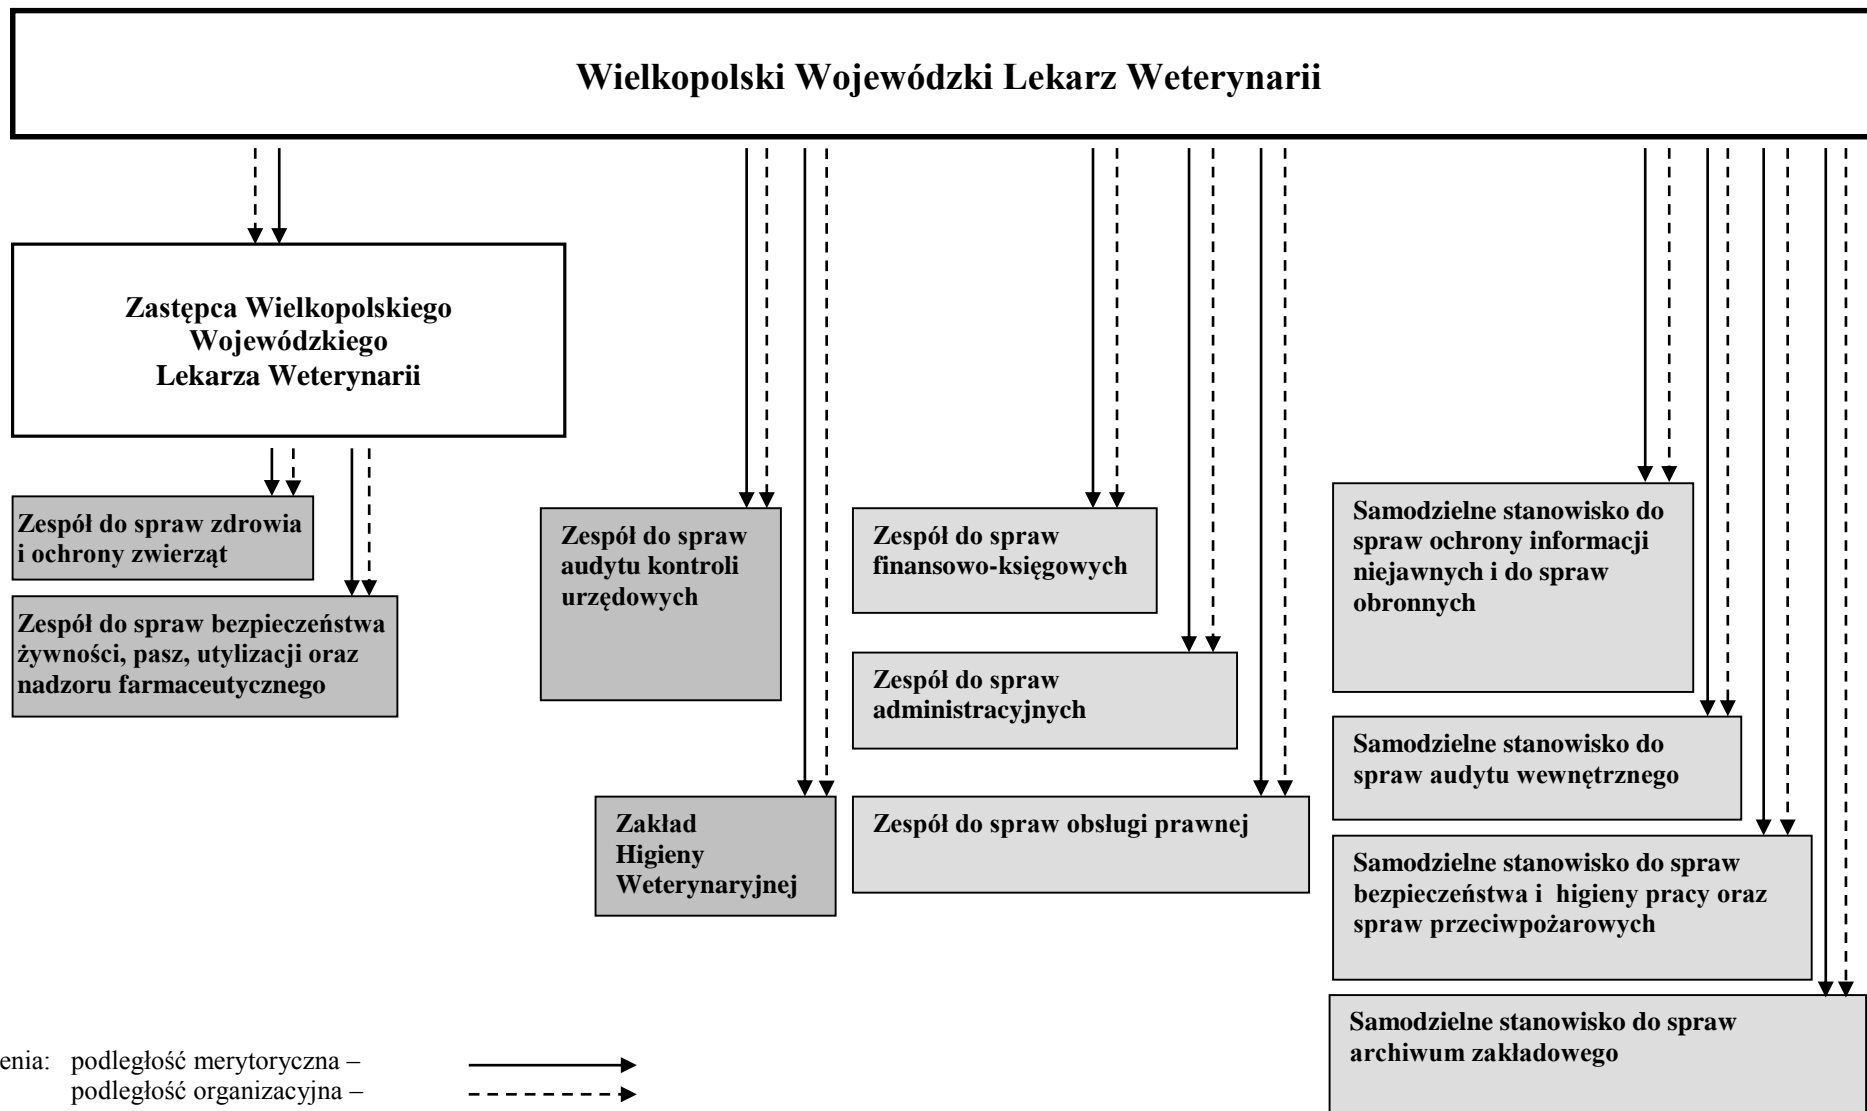 Wielkopolski Wojewódzki Lekarz Weterynarii
Zastępca Wielkopolskiego
Wojewódzkiego
Lekarza Weterynarii
Zespół do spraw zdrowia
i ochrony zwierząt
Zespół do spraw bezpieczeństwa
żywności, pasz, utylizacji oraz
nadzoru farmaceutycznego
Zespół do spraw
audytu kontroli
urzędowych
Zakład
Higieny
Weterynaryjnej
Zespół do spraw
finansowo-księgowych
Zespół do spraw
administracyjnych
Zespół do spraw obsługi prawnej
Samodzielne stanowisko do
spraw ochrony informacji
niejawnych i do spraw
obronnych
Samodzielne stanowisko do
spraw audytu wewnętrznego
Samodzielne stanowisko do spraw
bezpieczeństwa i  higieny pracy oraz
spraw przeciwpożarowych
Samodzielne stanowisko do spraw
archiwum zakładowego
enia: podległość merytoryczna –
podległość organizacyjna –